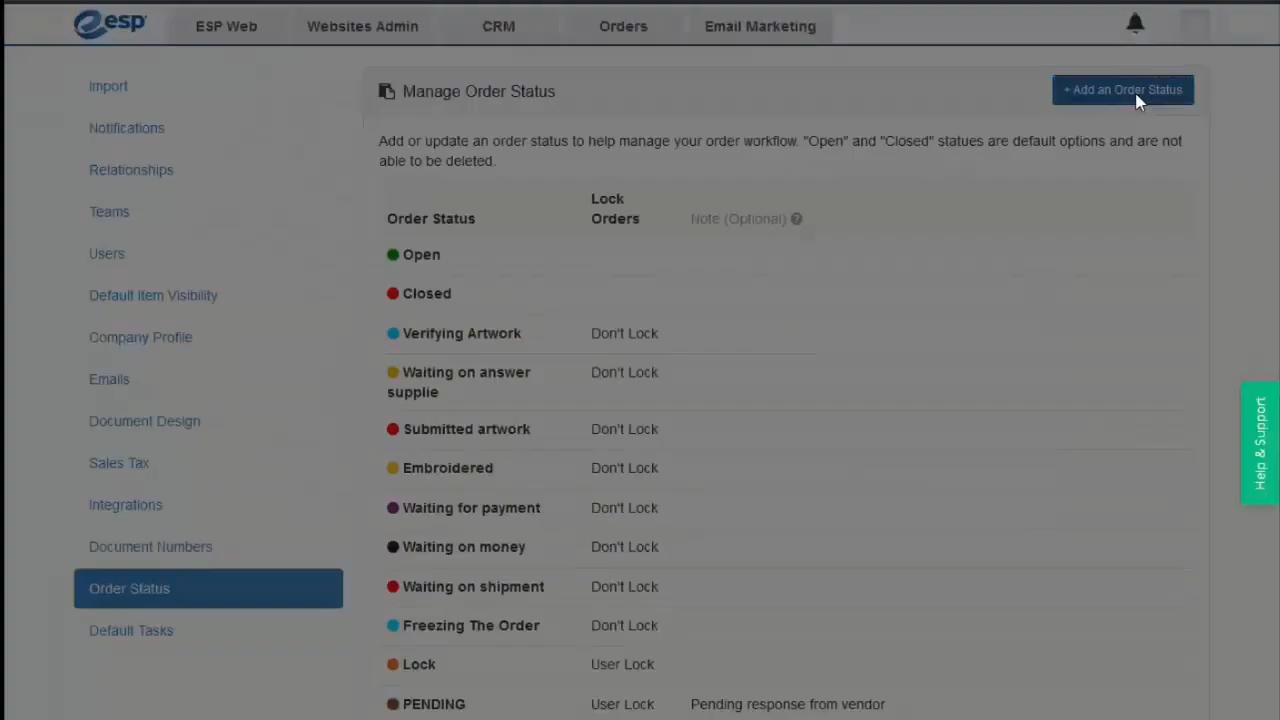 esp
ESP Web
Websites Admin
CRM
Orders
Email Marketing
Import
Notifications
Relationships
Teams
Users
Default Item Visibility
Company Profile
Emails
Document Design
Sales Tax
Integrations
Document Numbers
Order Status
Default Tasks
Manage Order Status
+ Add an Order Status
Add or update an order status to help manage your order workflow. "Open" and "Closed" statues are default options and are not
able to be deleted.
Order Status
Lock
Orders
Note (Optional) ?
Open
Closed
Verifying Artwork Don't Lock
Waiting on answer Don't Lock
supplie
Submitted artwork Don't Lock
Embroidered Don't Lock
Waiting for payment Don't Lock
Waiting on money Don't Lock
Waiting on shipment Don't Lock
Freezing The Order Don't Lock
Lock User Lock
PENDING User Lock Pending response from vendor
Help & Support